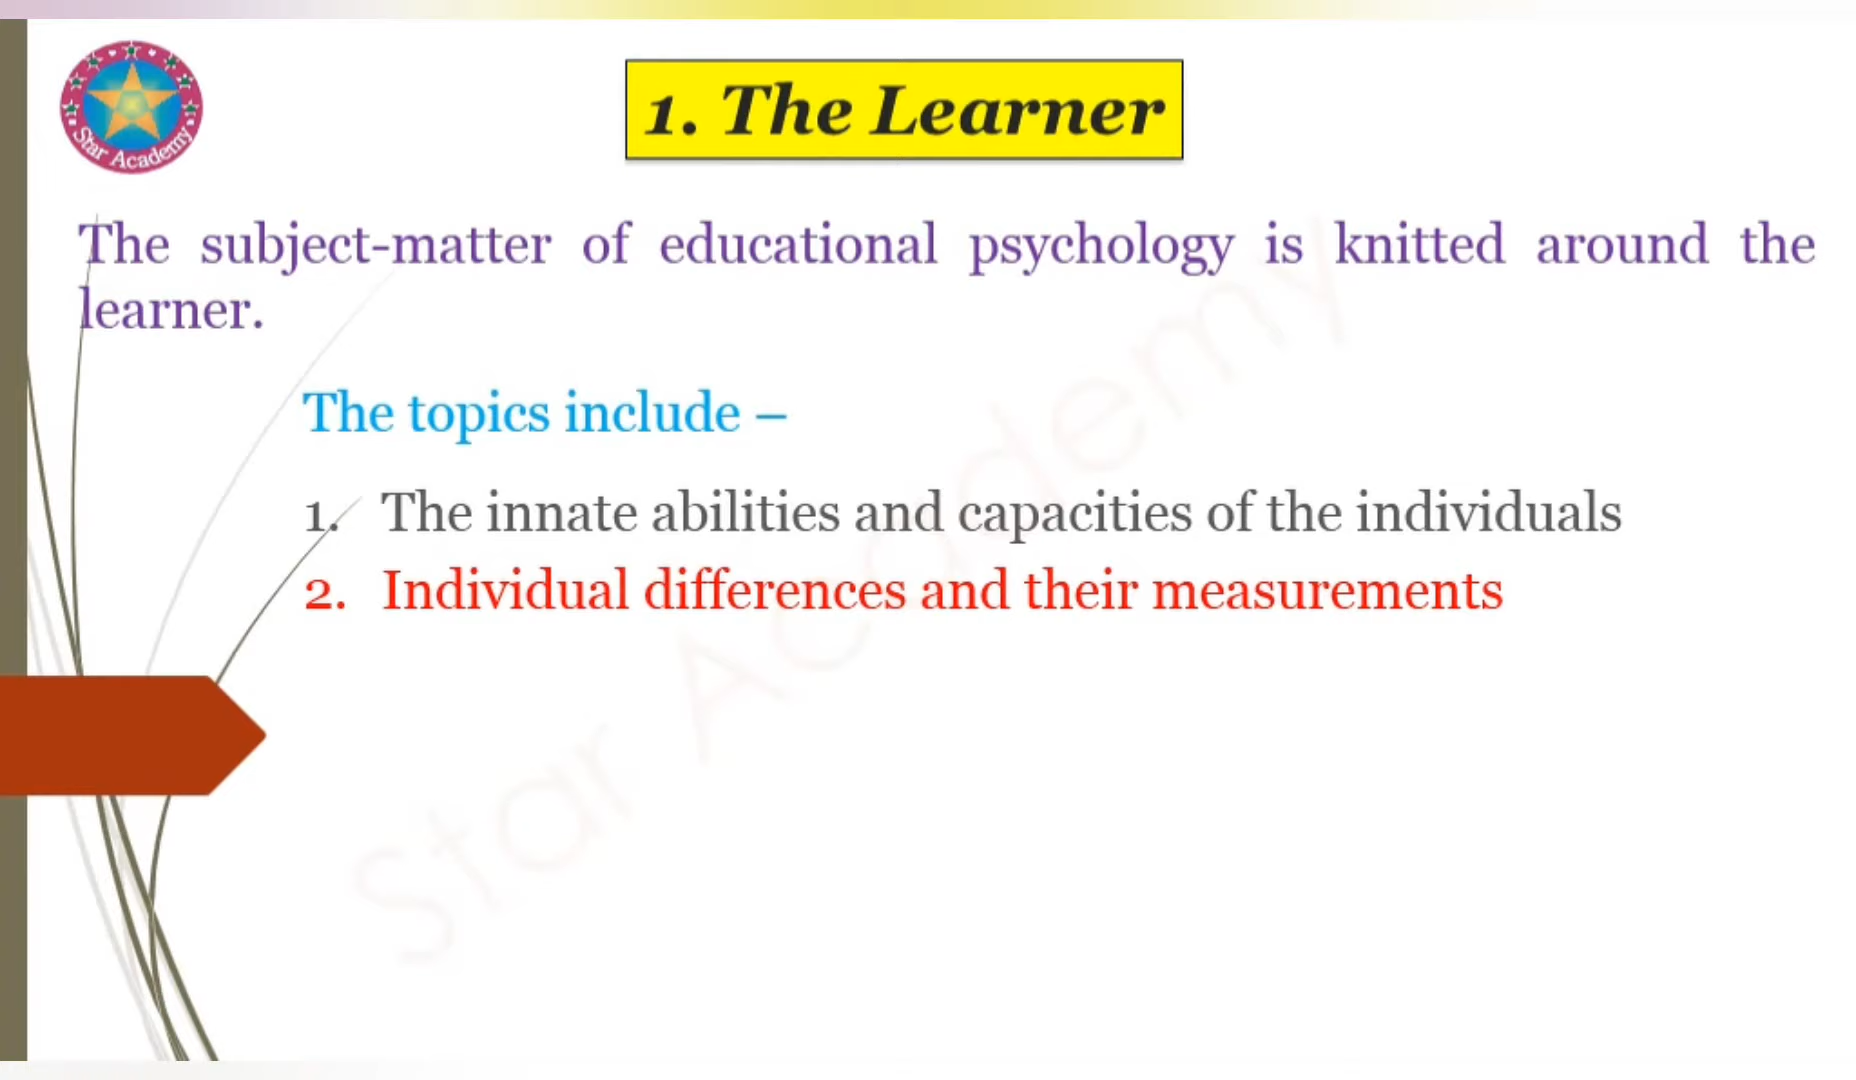 Star Academy
1. The Learner
The subject-matter of educational psychology is knitted around the
learner.
The topics include –
1. The innate abilities and capacities of the individuals
2. Individual differences and their measurements
Star Academy